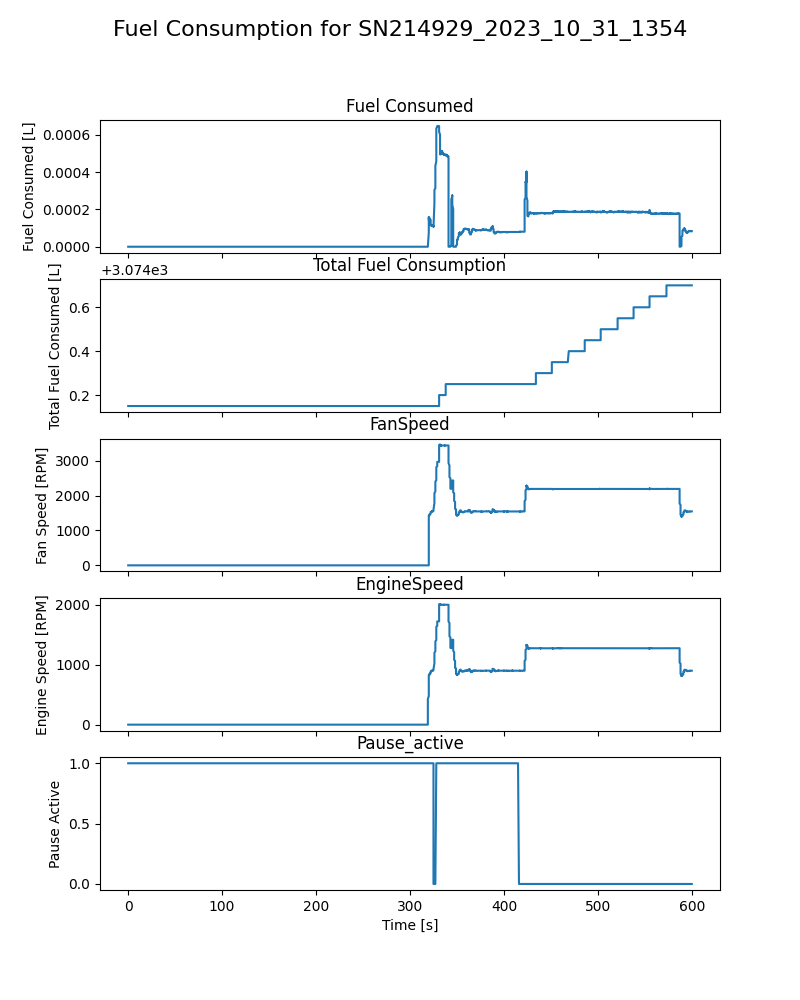 Fuel Consumption for SN214929_2023_10_31_1354
Fuel Consumed
Fuel Consumed [L]
0.0006
0.0004
0.0002
0.0000
Total Fuel Consumption
+3.074e3
Total Fuel Consumed [L]
0.6
0.4
0.2
FanSpeed
Fan Speed [RPM]
3000
2000
1000
0
EngineSpeed
Engine Speed [RPM]
2000
1000
0
Pause_active
Pause Active
1.0
0.5
0.0
0 100 200 300 400 500 600
Time [s]